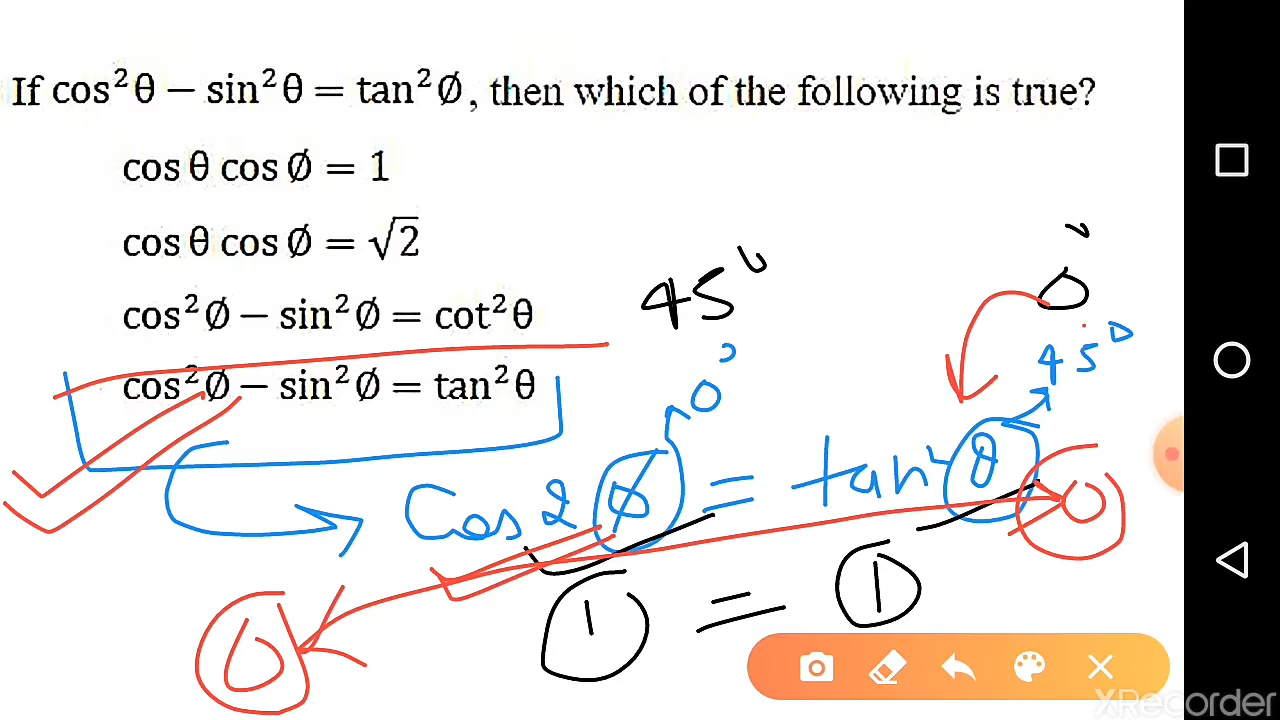 If cos²θ − sin²θ = tan²∅, then which of the following is true?
cos θ cos ∅ = 1
cos θ cos ∅ = √2
cos²∅ − sin²∅ = cot²θ
cos²∅ − sin²∅ = tan²θ
45°
0°
0°
45°
Cos 2∅ = tan²θ
0
1 = 1
0
XRecorder